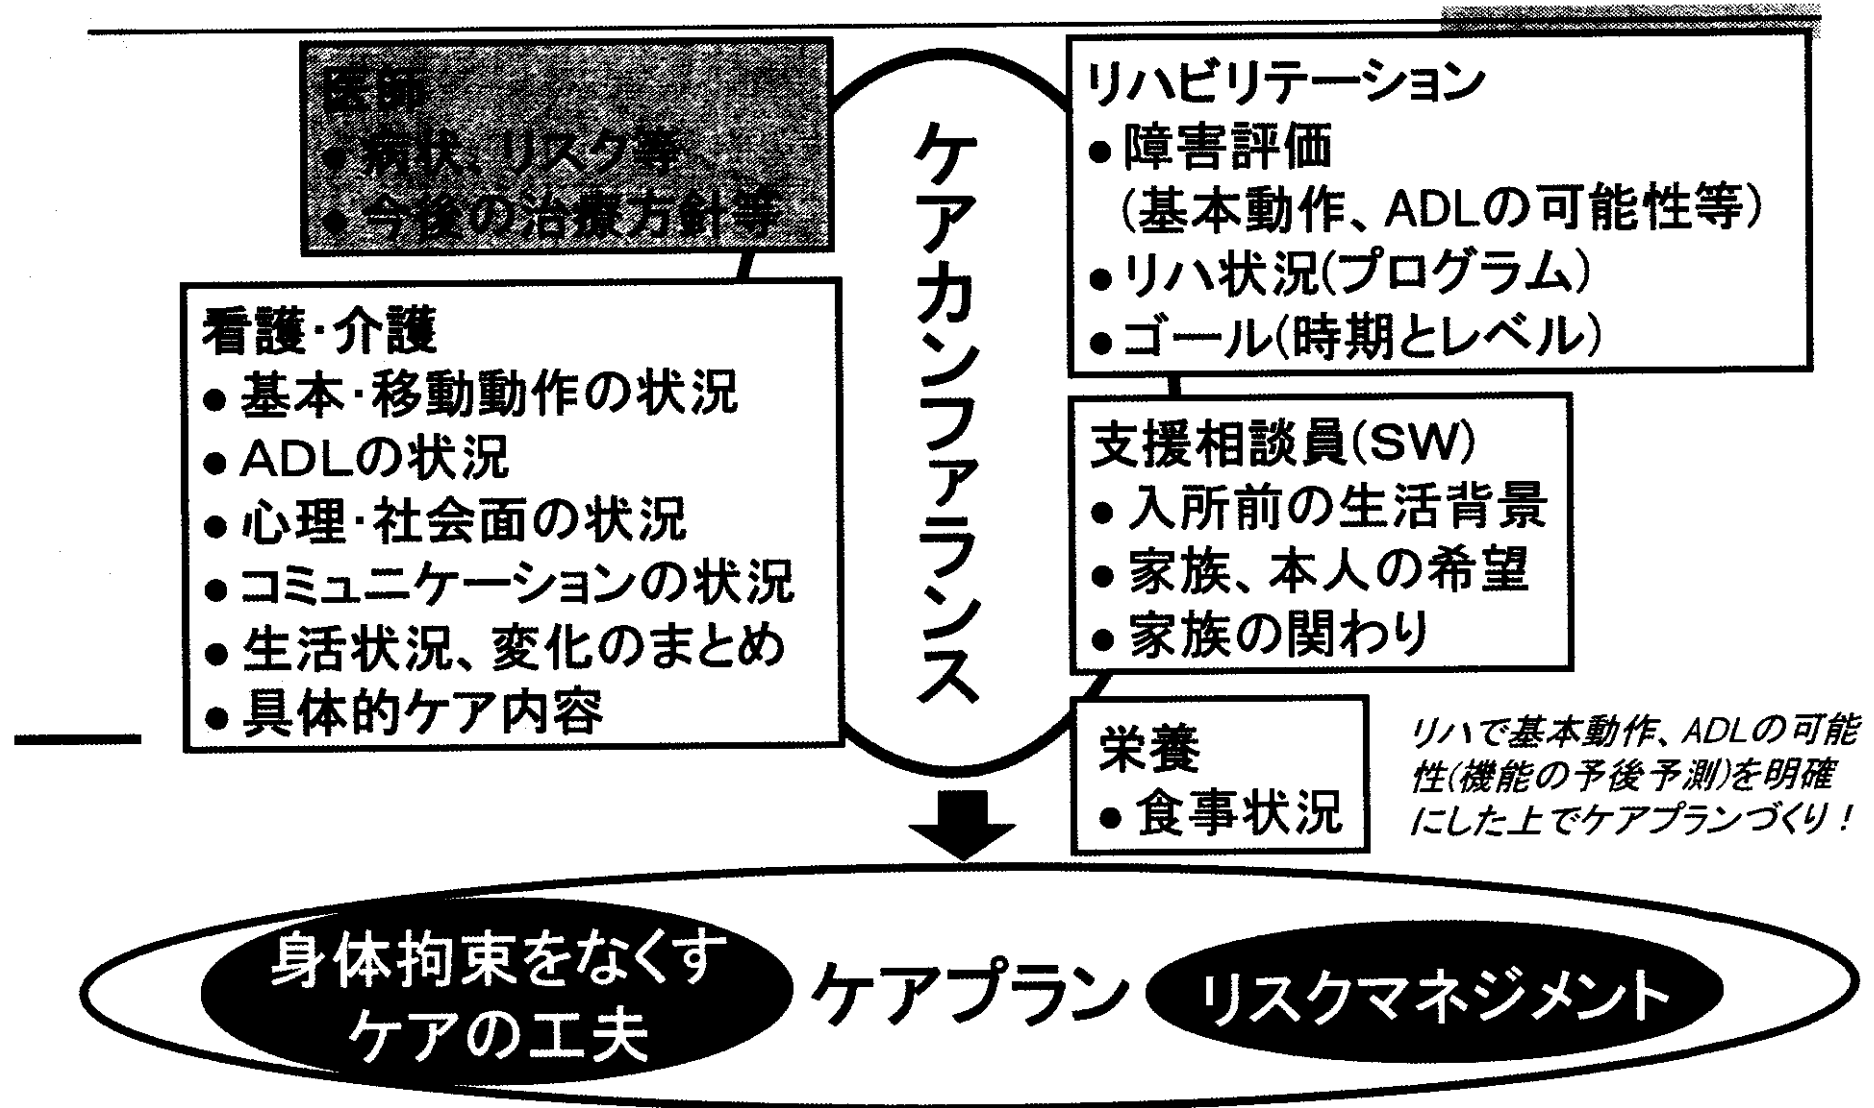 医師
● 病状、リスク等
● 今後の治療方針等
看護・介護
● 基本・移動動作の状況
● ADLの状況
● 心理・社会面の状況
● コミュニケーションの状況
● 生活状況、変化のまとめ
● 具体的ケア内容
ケアカンファランス
リハビリテーション
● 障害評価
(基本動作、ADLの可能性等)
● リハ状況(プログラム)
● ゴール(時期とレベル)
支援相談員(SW)
● 入所前の生活背景
● 家族、本人の希望
● 家族の関わり
栄養
● 食事状況
リハで基本動作、ADLの可能
性(機能の予後予測)を明確
にした上でケアプランづくり！
身体拘束をなくす
ケアの工夫
ケアプラン
リスクマネジメント